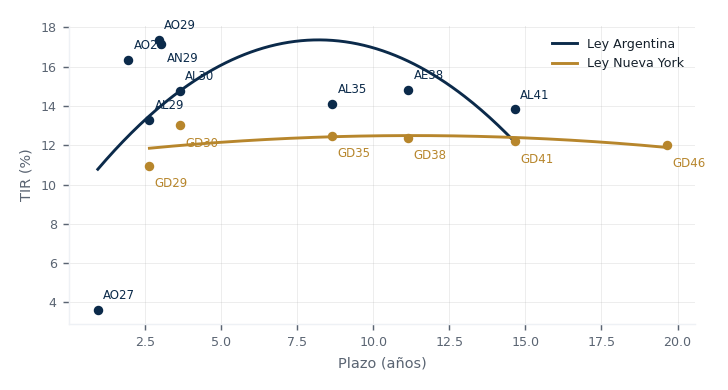 18
16
14
12
10
8
6
4
TIR (%)
AO29
AN29
AL30
AL29
AL35
AE38
AL41
AO27
GD30
GD29
GD35
GD38
GD41
GD46
Ley Argentina
Ley Nueva York
2.5
5.0
7.5
10.0
12.5
15.0
17.5
20.0
Plazo (años)